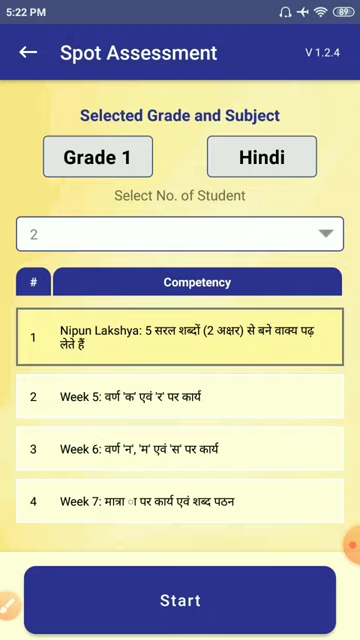 5:22 PM
89
Spot Assessment
V 1.2.4
Selected Grade and Subject
Grade 1
Hindi
Select No. of Student
2
# Competency
1 Nipun Lakshya: 5 सरल शब्दों (2 अक्षर) से बने वाक्य पढ़
लेते हैं
2 Week 5: वर्ण 'क' एवं 'र' पर कार्य
3 Week 6: वर्ण 'न', 'म' एवं 'स' पर कार्य
4 Week 7: मात्रा ा पर कार्य एवं शब्द पठन
Start